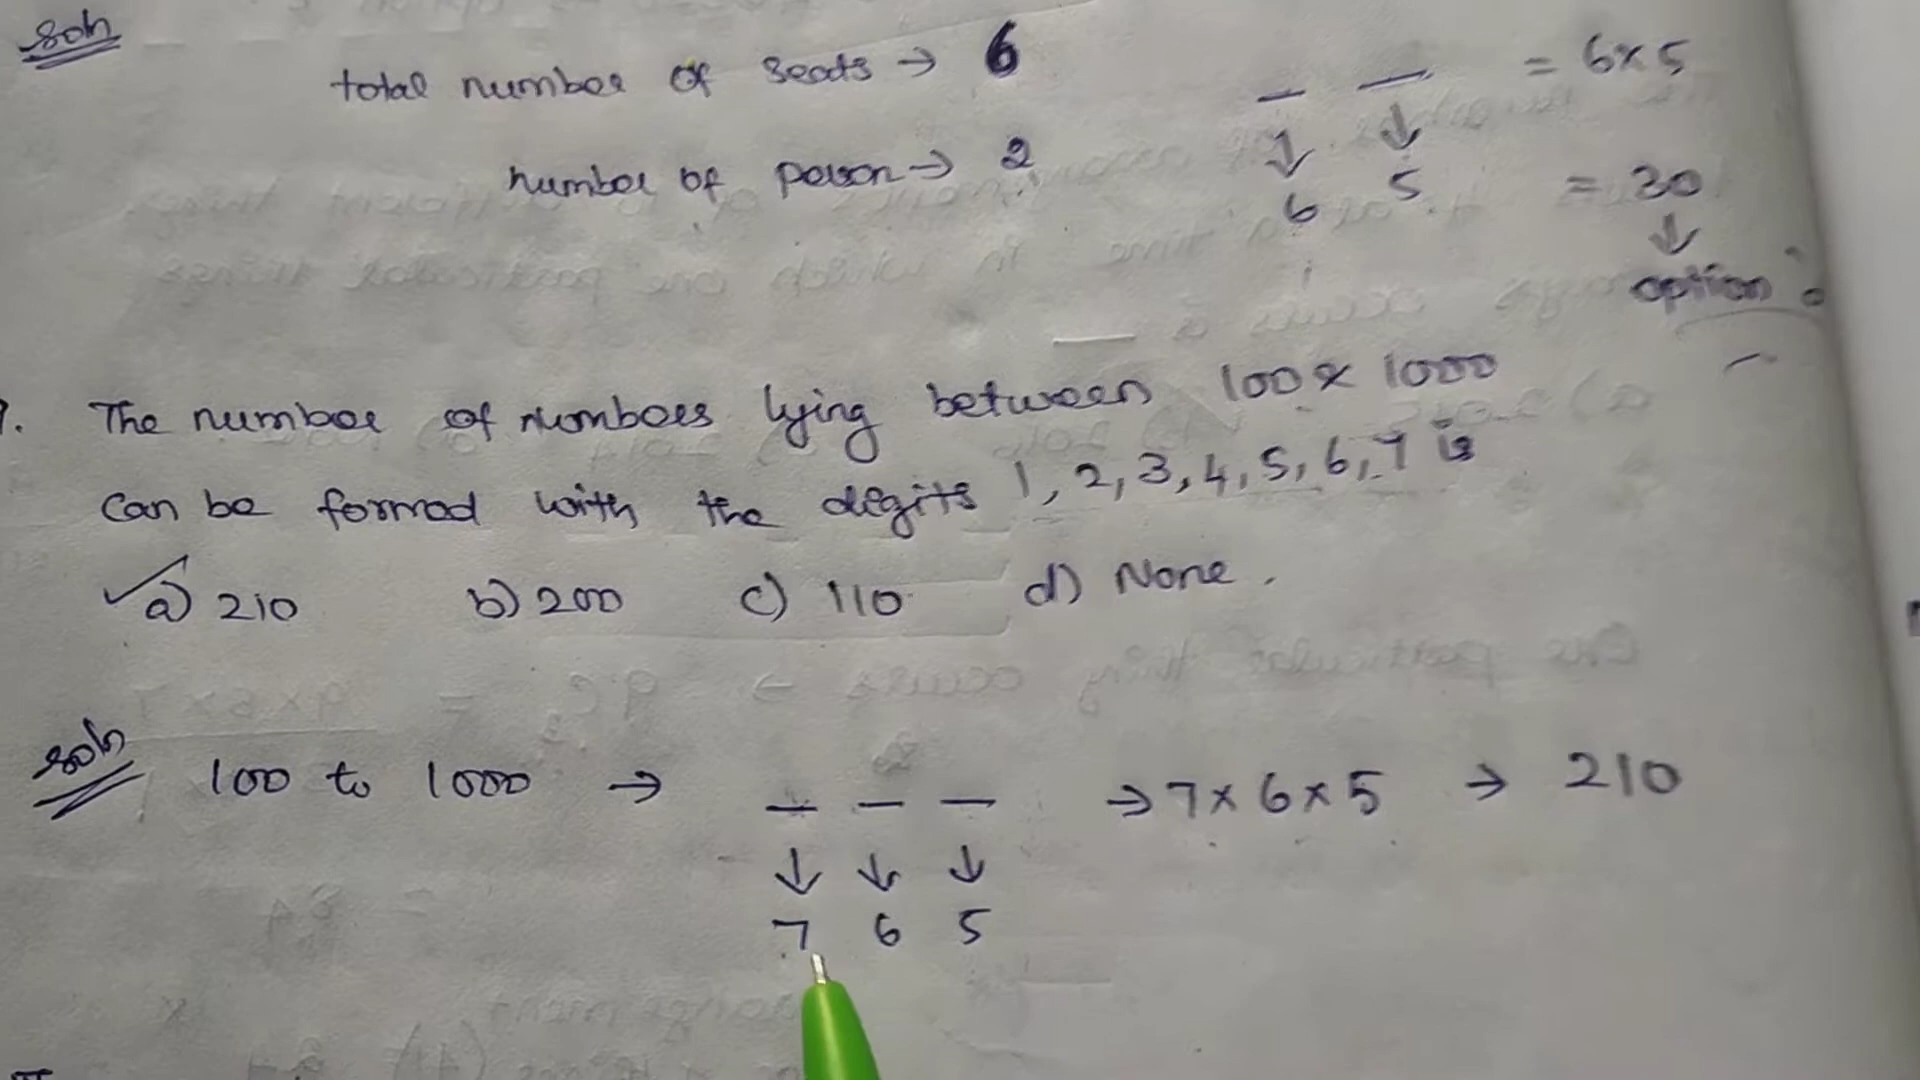 soln
total number of seats → 6
_ _ = 6×5
↓ ↓
number of person → 2
6 5 = 30
↓
option
The number of numbers lying between 100 & 1000
can be formed with the digits 1, 2, 3, 4, 5, 6, 7 is
✓a) 210 b) 200 c) 110 d) None.
soln 100 to 1000 → _ _ _ → 7×6×5 → 210
↓ ↓ ↓
7 6 5